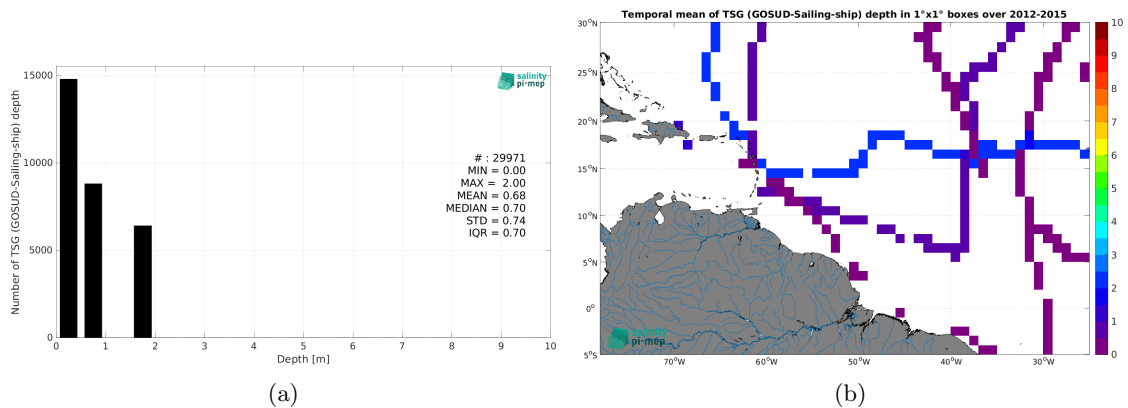 15000
10000
5000
0
Number of TSG (GOSUD-Sailing-ship) depth
0 1 2 3 4 5 6 7 8 9 10
Depth [m]
salinity
pi-mep
# : 29971
MIN = 0.00
MAX = 2.00
MEAN = 0.68
MEDIAN = 0.70
STD = 0.74
IQR = 0.70
(a)
Temporal mean of TSG (GOSUD-Sailing-ship) depth in 1°x1° boxes over 2012-2015
30°N
25°N
20°N
15°N
10°N
5°N
0°
5°S
70°W 60°W 50°W 40°W 30°W
salinity
pi-mep
10
9
8
7
6
5
4
3
2
1
0
(b)